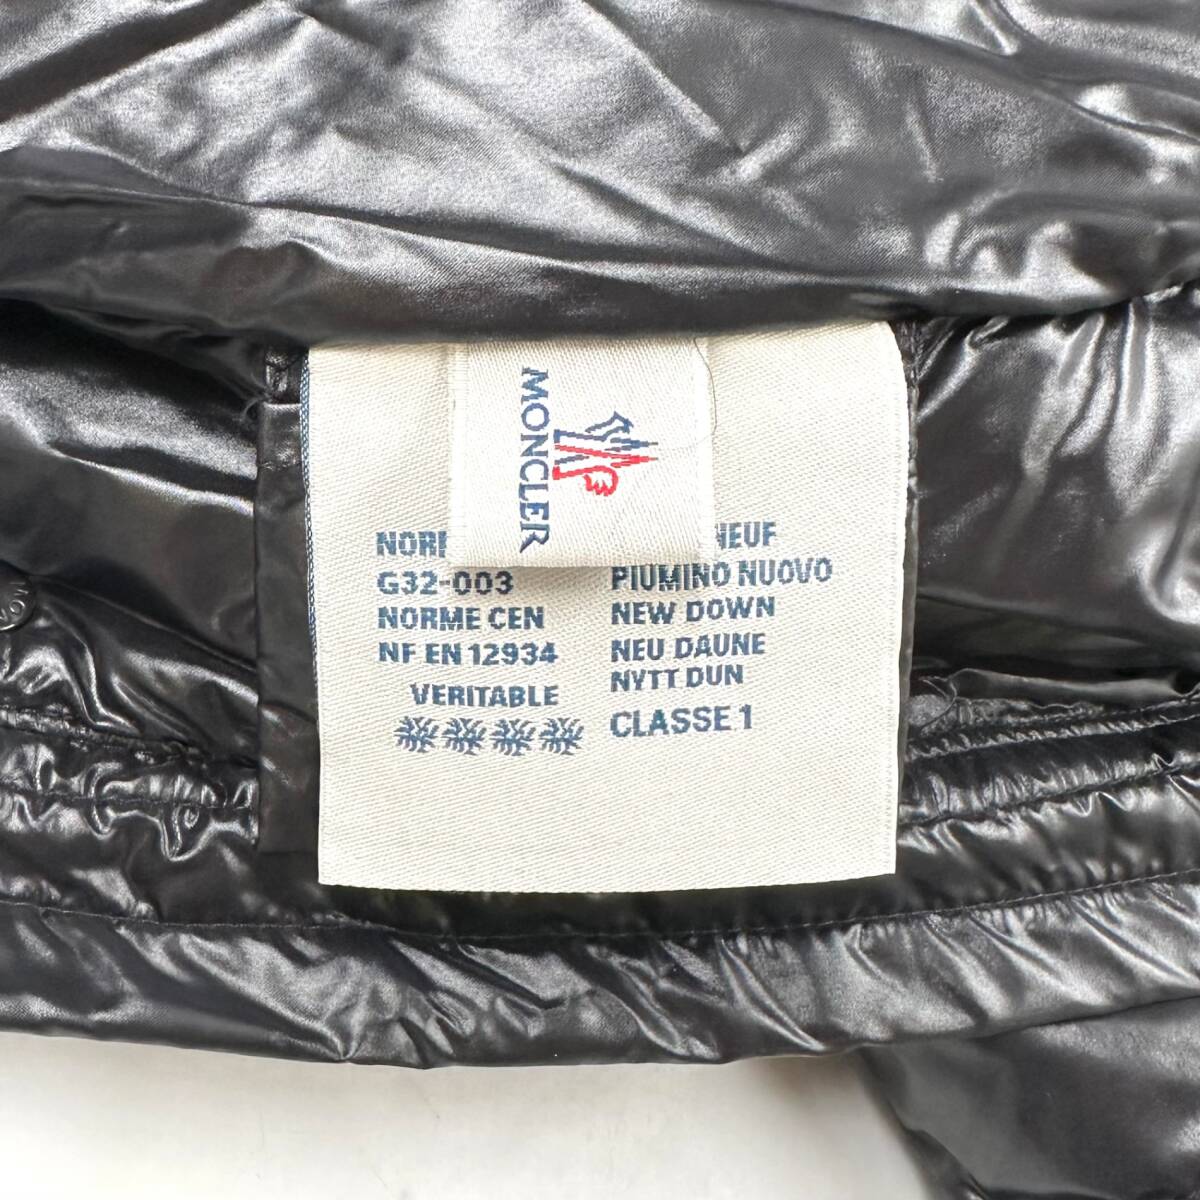 MONCLER
NEUF
G32-003
PIUMINO NUOVO
NORME CEN
NEW DOWN
NF EN 12934
NEU DAUNE
NYTT DUN
VERITABLE
CLASSE 1